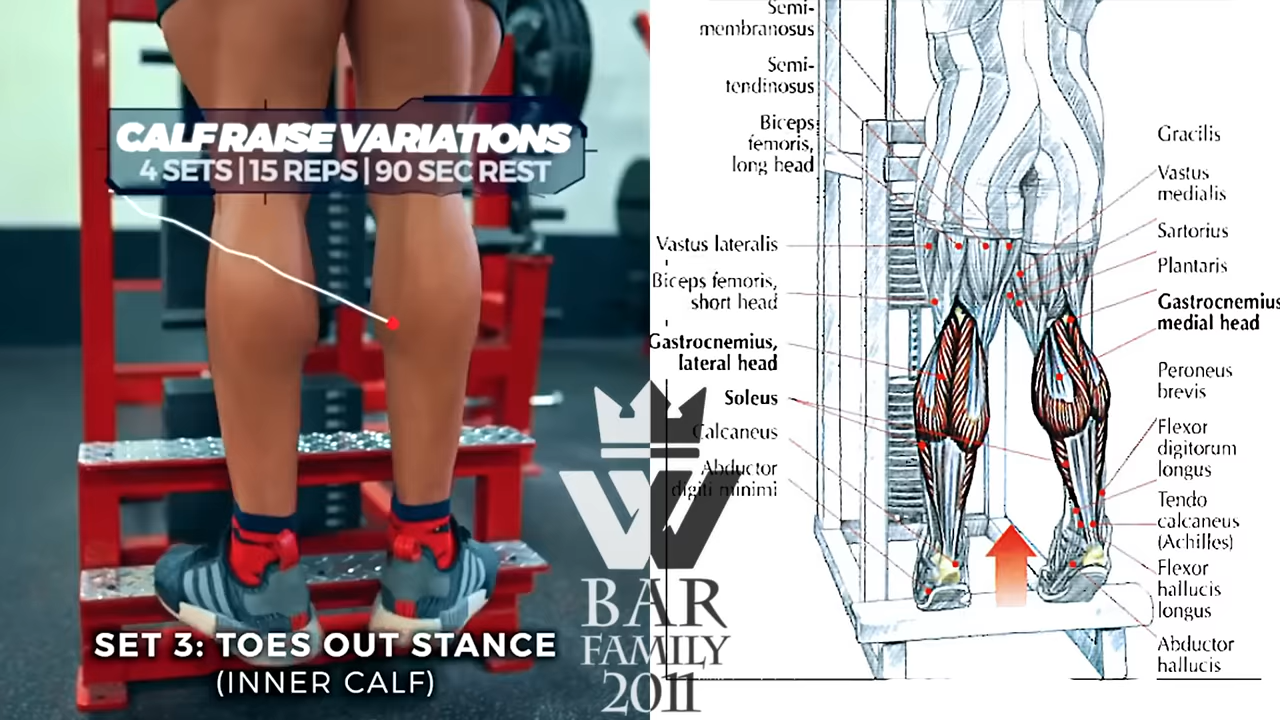 CALF RAISE VARIATIONS
4 SETS | 15 REPS | 90 SEC REST
SET 3: TOES OUT STANCE
(INNER CALF)
W
BAR
FAMILY
2011
Semi-
membranosus
Semi-
tendinosus
Biceps
femoris,
long head
Vastus lateralis
Biceps femoris,
short head
Gastrocnemius,
lateral head
Soleus
Calcaneus
Abductor
digiti minimi
Gracilis
Vastus
medialis
Sartorius
Plantaris
Gastrocnemius
medial head
Peroneus
brevis
Flexor
digitorum
longus
Tendo
calcaneus
(Achilles)
Flexor
hallucis
longus
Abductor
hallucis